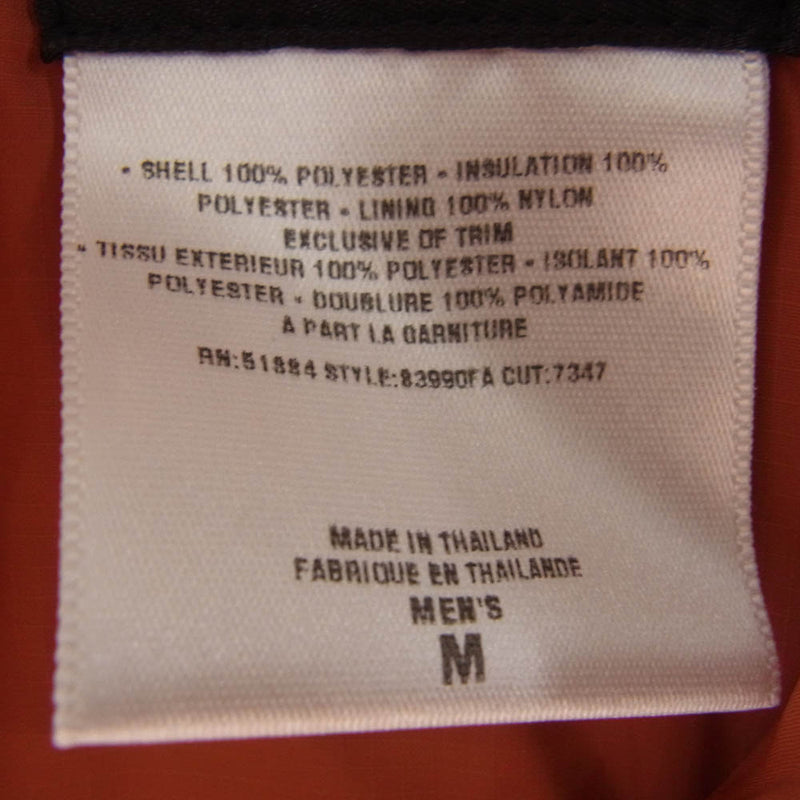 • SHELL 100% POLYESTER • INSULATION 100%
POLYESTER • LINING 100% NYLON
EXCLUSIVE OF TRIM
• TISSU EXTERIEUR 100% POLYESTER • ISOLANT 100%
POLYESTER • DOUBLURE 100% POLYAMIDE
À PART LA GARNITURE
RN:51884 STYLE:83990FA CUT:7347
MADE IN THAILAND
FABRIQUE EN THAILANDE
MEN'S
M